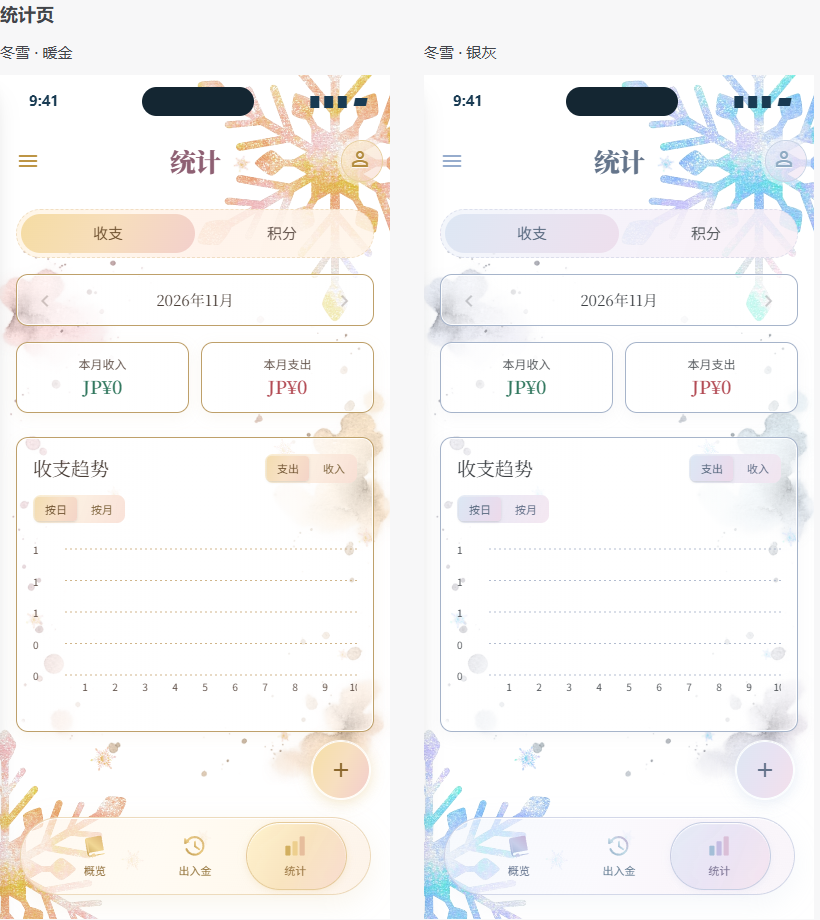 统计页
冬雪 · 暖金
9:41
统计
收支 积分
2026年11月
本月收入 本月支出
JP¥0 JP¥0
收支趋势
支出 收入
按日 按月
1
1
1
0
0
1 2 3 4 5 6 7 8 9 10
+
概览 出入金 统计
冬雪 · 银灰
9:41
统计
收支 积分
2026年11月
本月收入 本月支出
JP¥0 JP¥0
收支趋势
支出 收入
按日 按月
1
1
1
0
0
1 2 3 4 5 6 7 8 9 10
+
概览 出入金 统计